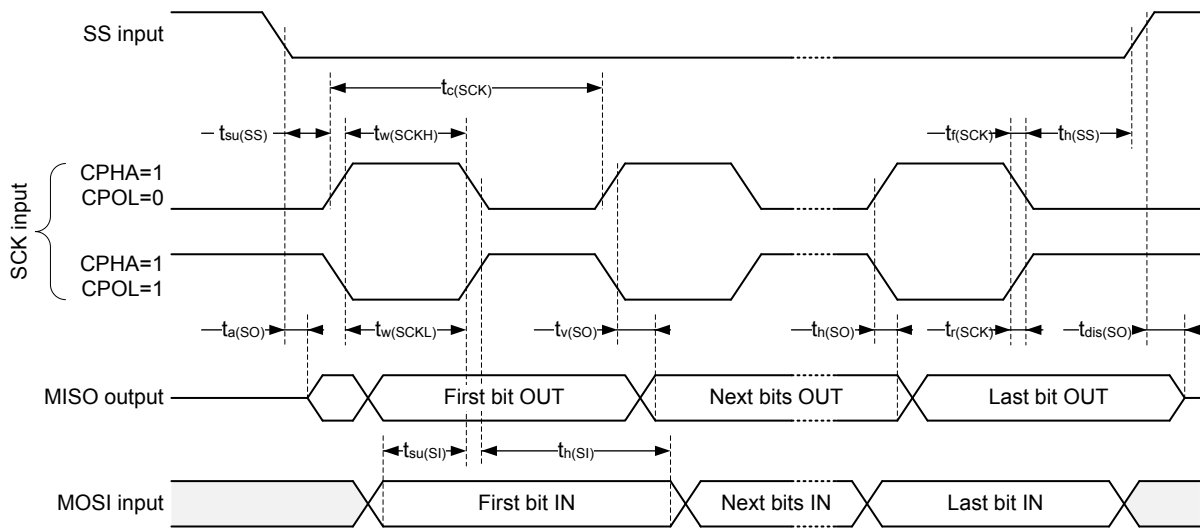 SS input
tc(SCK)
tsu(SS)
tw(SCKH)
tf(SCK)
th(SS)
SCK input
CPHA=1
CPOL=0
CPHA=1
CPOL=1
ta(SO)
tw(SCKL)
tv(SO)
th(SO)
tr(SCK)
tdis(SO)
MISO output
First bit OUT
Next bits OUT
Last bit OUT
tsu(SI)
th(SI)
MOSI input
First bit IN
Next bits IN
Last bit IN